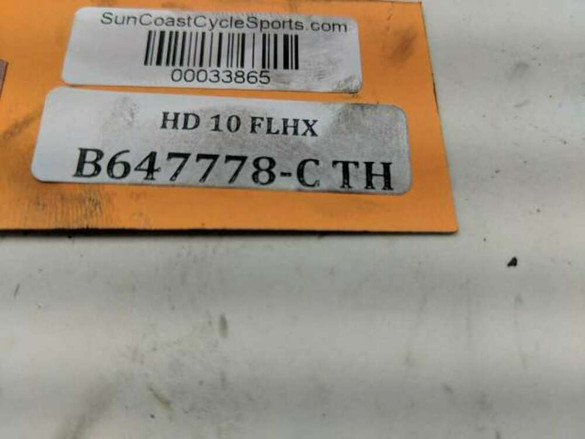 SunCoastCycleSports.com
00033865
HD 10 FLHX
B647778-C TH